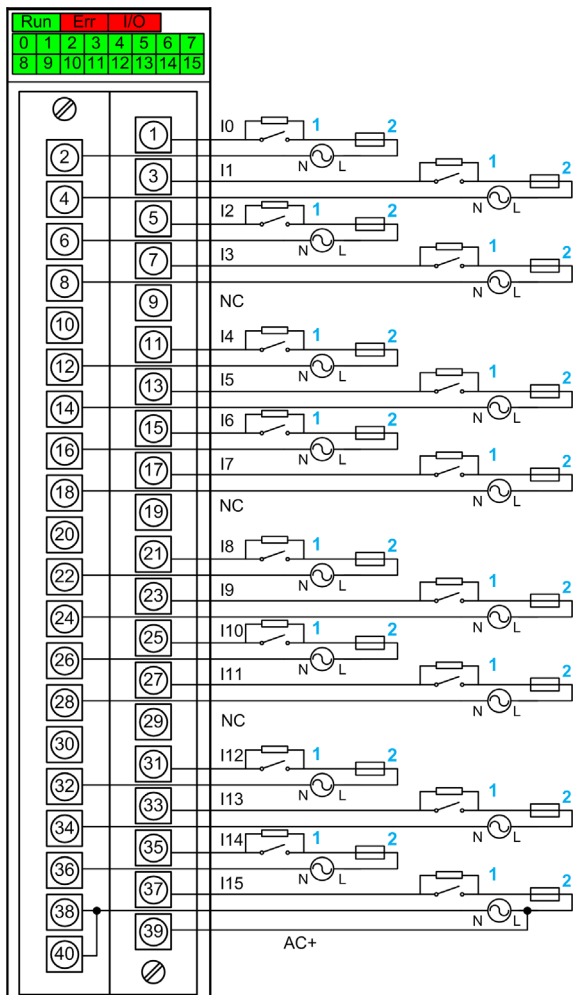 Run Err I/O
0 1 2 3 4 5 6 7
8 9 10 11 12 13 14 15
1 I0 1 2
2 N L
3 I1 1 2
4 N L
5 I2 1 2
6 N L
7 I3 1 2
8 N L
9 NC
10
11 I4 1 2
12 N L
13 I5 1 2
14 N L
15 I6 1 2
16 N L
17 I7 1 2
18 N L
19 NC
20
21 I8 1 2
22 N L
23 I9 1 2
24 N L
25 I10 1 2
26 N L
27 I11 1 2
28 N L
29 NC
30
31 I12 1 2
32 N L
33 I13 1 2
34 N L
35 I14 1 2
36 N L
37 I15 1 2
38 N L
39 AC+
40